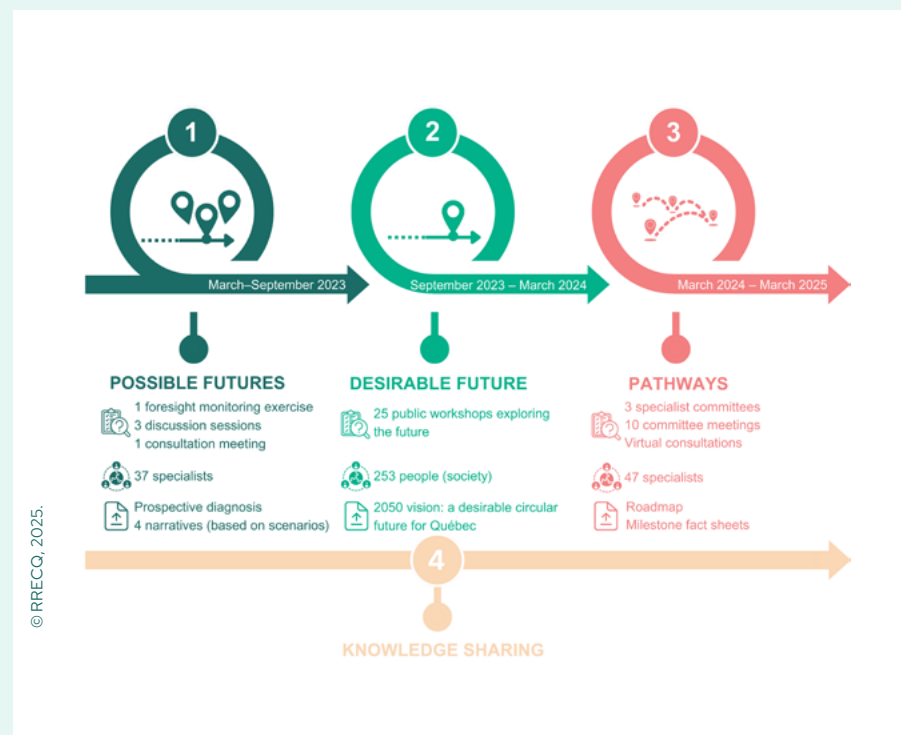 1
2
3
March–September 2023
September 2023 – March 2024
March 2024 – March 2025
POSSIBLE FUTURES
1 foresight monitoring exercise
3 discussion sessions
1 consultation meeting
37 specialists
Prospective diagnosis
4 narratives (based on scenarios)
DESIRABLE FUTURE
25 public workshops exploring
the future
253 people (society)
2050 vision: a desirable circular
future for Québec
PATHWAYS
3 specialist committees
10 committee meetings
Virtual consultations
47 specialists
Roadmap
Milestone fact sheets
4
KNOWLEDGE SHARING
© RRECQ, 2025.